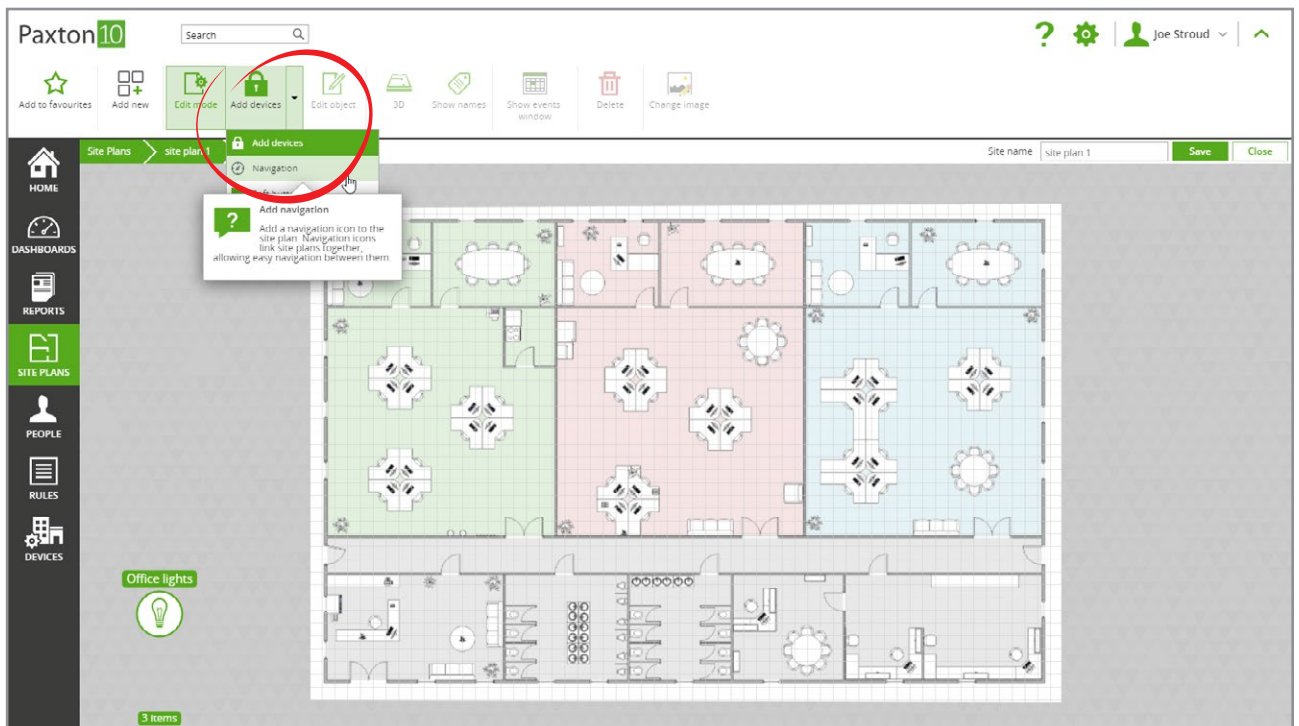 Paxton 10
Search
Joe Stroud
Add to favourites
Add new
Edit mode
Add devices
Edit object
3D
Show names
Show events
window
Delete
Change image
Site Plans
site plan 1
Add devices
Site name
site plan 1
Save
Close
Navigation
Add navigation
Add a navigation icon to the
site plan. Navigation icons
link site plans together,
allowing easy navigation between them.
HOME
DASHBOARDS
REPORTS
SITE PLANS
PEOPLE
RULES
DEVICES
Office lights
3 items